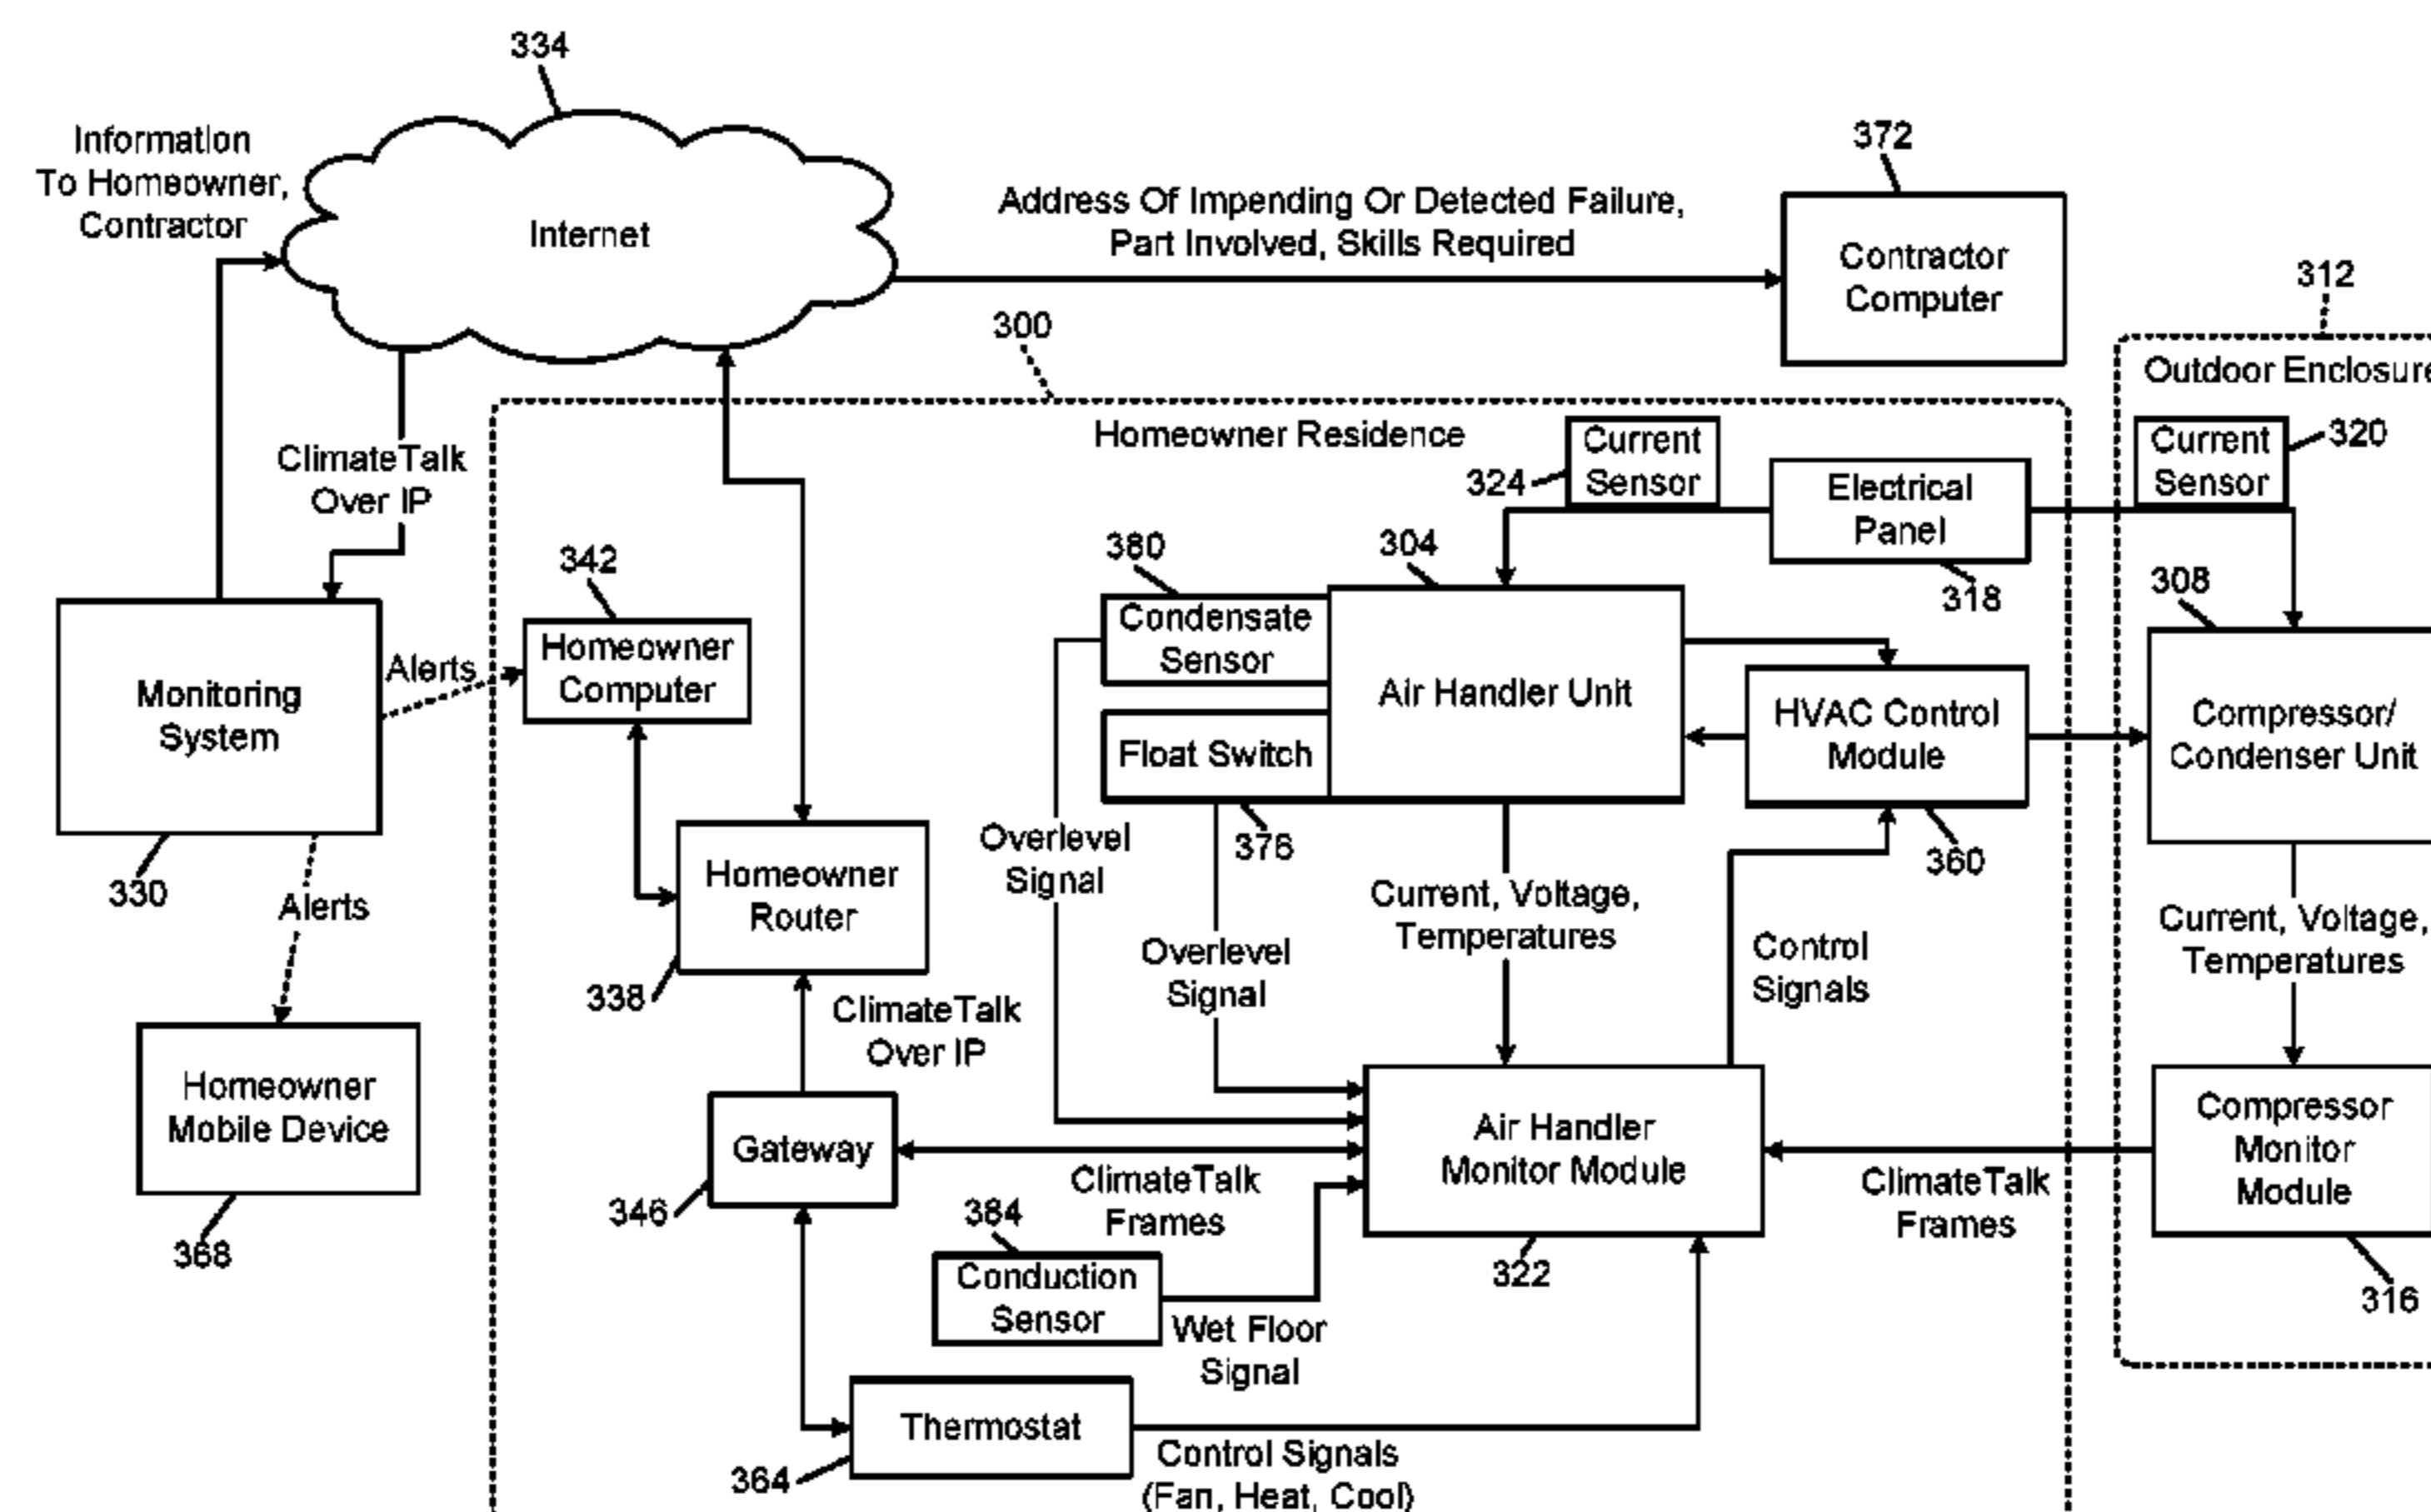 334
Information
To Homeowner,
Contractor
Internet
Address Of Impending Or Detected Failure,
Part Involved, Skills Required
372
Contractor
Computer
312
Outdoor Enclosure
300
Homeowner Residence
ClimateTalk
Over IP
324
Current
Sensor
Electrical
Panel
318
Current
Sensor
320
342
Homeowner
Computer
380
Condensate
Sensor
304
Air Handler Unit
308
Monitoring
System
Alerts
Float Switch
376
HVAC Control
Module
360
Compressor/
Condenser Unit
330
Alerts
Homeowner
Router
338
Overlevel
Signal
Overlevel
Signal
Current, Voltage,
Temperatures
Control
Signals
Current, Voltage,
Temperatures
Homeowner
Mobile Device
368
ClimateTalk
Over IP
Gateway
346
ClimateTalk
Frames
Air Handler
Monitor Module
322
ClimateTalk
Frames
Compressor
Monitor
Module
316
384
Conduction
Sensor
Wet Floor
Signal
Thermostat
364
Control Signals
(Fan, Heat, Cool)